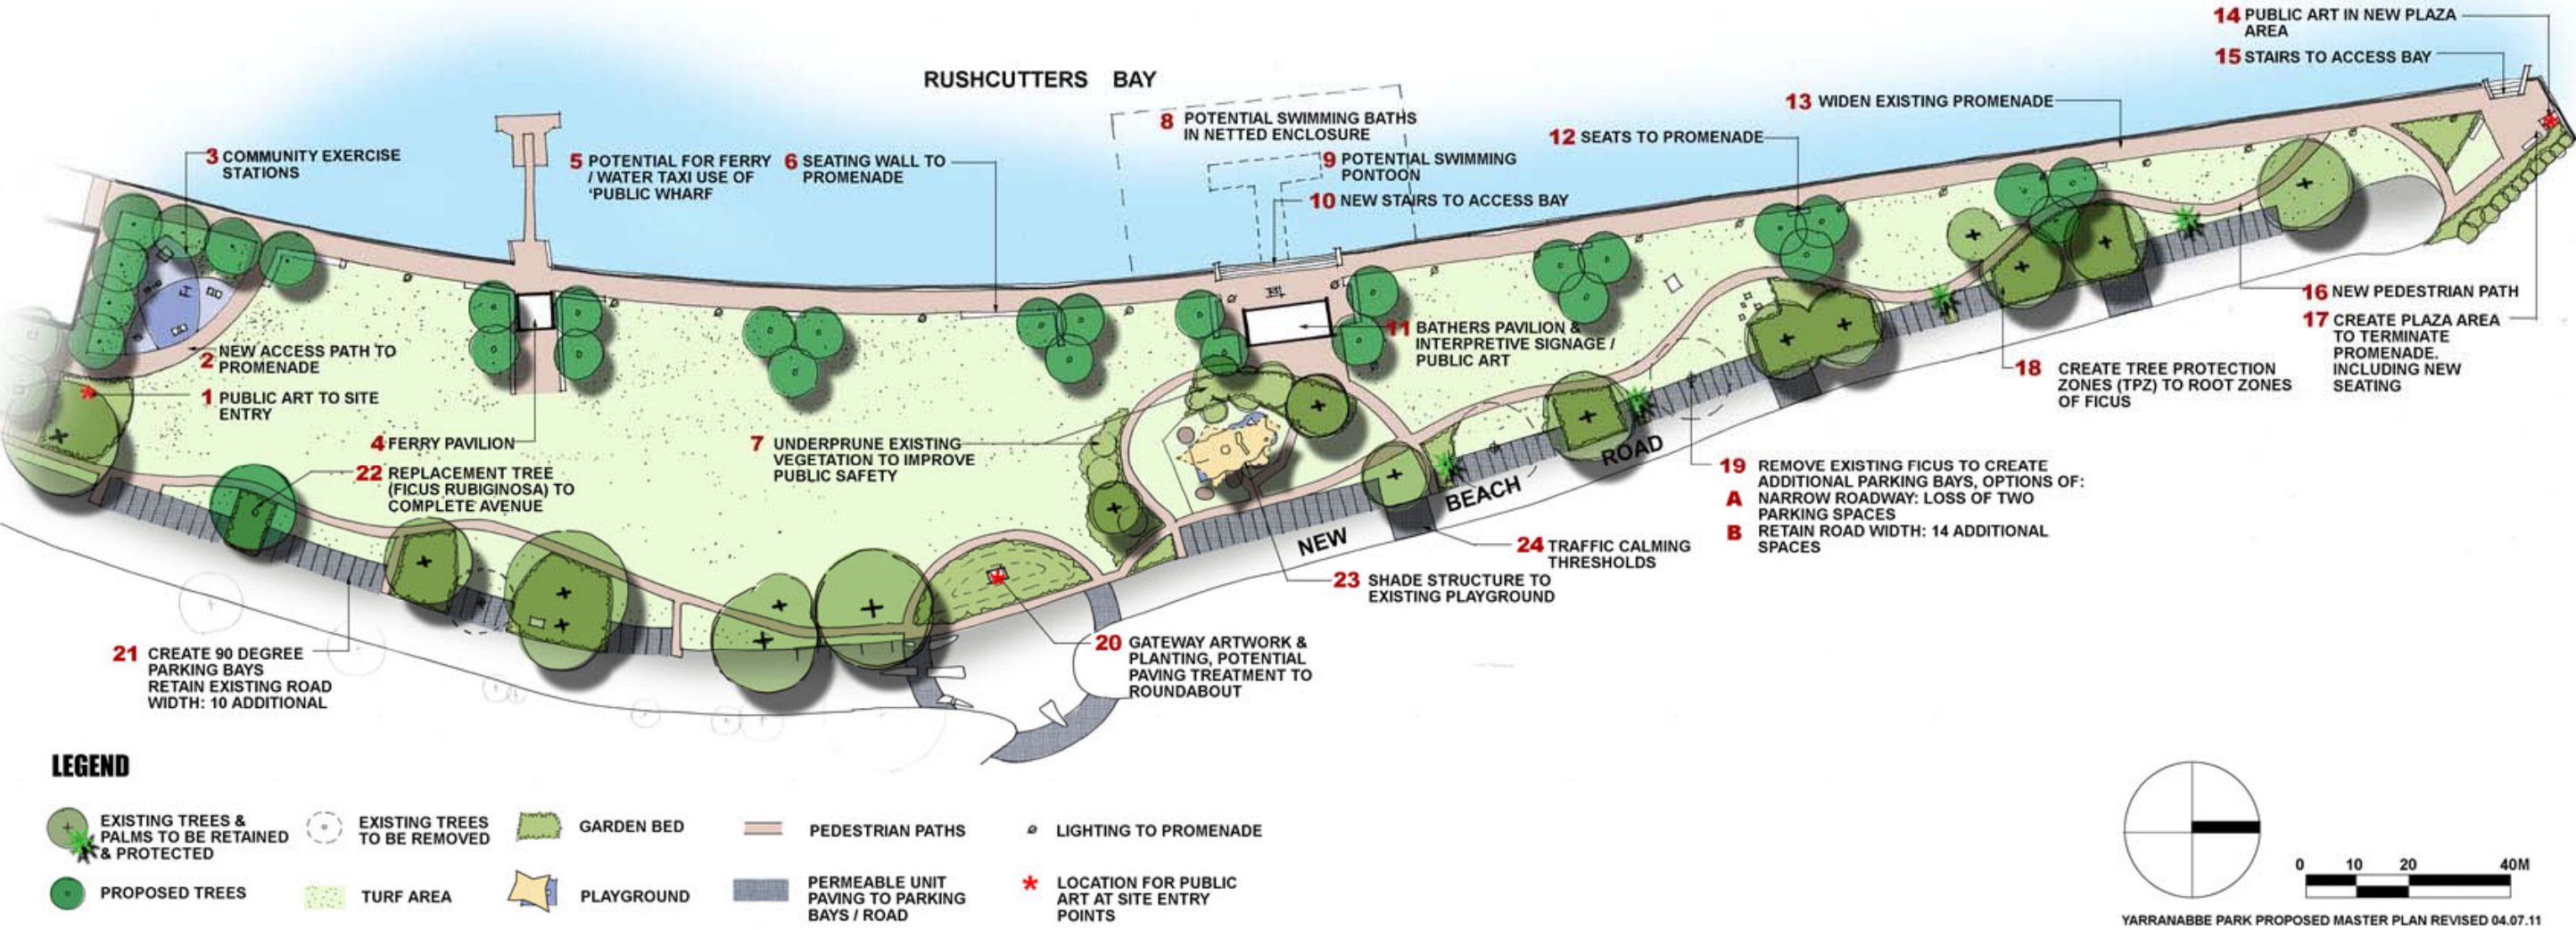 14 PUBLIC ART IN NEW PLAZA
AREA
15 STAIRS TO ACCESS BAY
RUSHCUTTERS BAY
13 WIDEN EXISTING PROMENADE
8 POTENTIAL SWIMMING BATHS
IN NETTED ENCLOSURE
12 SEATS TO PROMENADE
3 COMMUNITY EXERCISE
STATIONS
5 POTENTIAL FOR FERRY
/ WATER TAXI USE OF
'PUBLIC WHARF
6 SEATING WALL TO
PROMENADE
9 POTENTIAL SWIMMING
PONTOON
10 NEW STAIRS TO ACCESS BAY
16 NEW PEDESTRIAN PATH
17 CREATE PLAZA AREA
TO TERMINATE
PROMENADE.
INCLUDING NEW
SEATING
11 BATHERS PAVILION &
INTERPRETIVE SIGNAGE /
PUBLIC ART
2 NEW ACCESS PATH TO
PROMENADE
18 CREATE TREE PROTECTION
ZONES (TPZ) TO ROOT ZONES
OF FICUS
1 PUBLIC ART TO SITE
ENTRY
4 FERRY PAVILION
7 UNDERPRUNE EXISTING
VEGETATION TO IMPROVE
PUBLIC SAFETY
22 REPLACEMENT TREE
(FICUS RUBIGINOSA) TO
COMPLETE AVENUE
NEW BEACH ROAD
19 REMOVE EXISTING FICUS TO CREATE
ADDITIONAL PARKING BAYS, OPTIONS OF:
A NARROW ROADWAY: LOSS OF TWO
PARKING SPACES
B RETAIN ROAD WIDTH: 14 ADDITIONAL
SPACES
24 TRAFFIC CALMING
THRESHOLDS
23 SHADE STRUCTURE TO
EXISTING PLAYGROUND
20 GATEWAY ARTWORK &
PLANTING, POTENTIAL
PAVING TREATMENT TO
ROUNDABOUT
21 CREATE 90 DEGREE
PARKING BAYS
RETAIN EXISTING ROAD
WIDTH: 10 ADDITIONAL
LEGEND
EXISTING TREES &
PALMS TO BE RETAINED
& PROTECTED
EXISTING TREES
TO BE REMOVED
GARDEN BED
PEDESTRIAN PATHS
LIGHTING TO PROMENADE
PROPOSED TREES
TURF AREA
PLAYGROUND
PERMEABLE UNIT
PAVING TO PARKING
BAYS / ROAD
LOCATION FOR PUBLIC
ART AT SITE ENTRY
POINTS
0 10 20 40M
YARRANABBE PARK PROPOSED MASTER PLAN REVISED 04.07.11